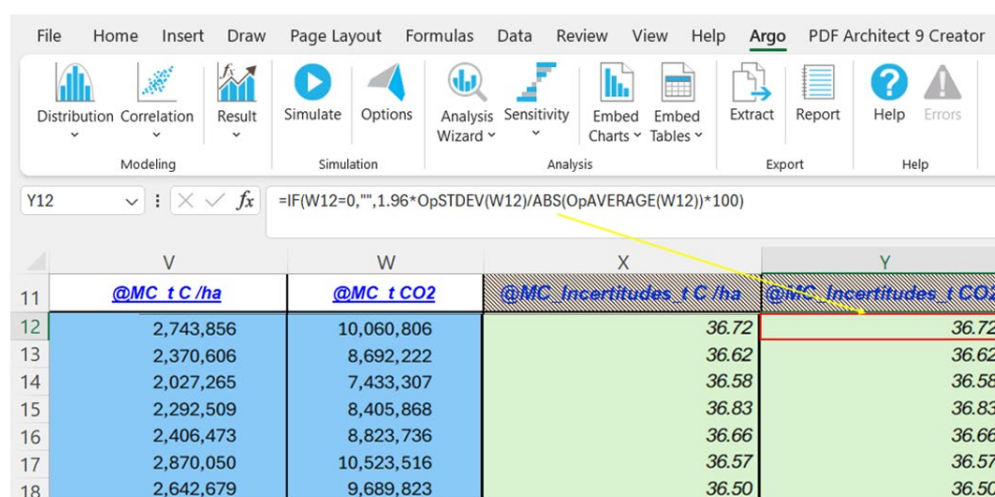 File Home Insert Draw Page Layout Formulas Data Review View Help Argo PDF Architect 9 Creator
Distribution Correlation Result Simulate Options Analysis Wizard Sensitivity Embed Charts Embed Tables Extract Report Help Errors
Modeling Simulation Analysis Export Help
Y12 fx =IF(W12=0,"",1.96*OpSTDEV(W12)/ABS(OpAVERAGE(W12))*100)
V W X Y
11 @MC_t C /ha @MC_t CO2 @MC_Incertitudes_t C /ha @MC_Incertitudes_t CO2
12 2,743,856 10,060,806 36.72 36.72
13 2,370,606 8,692,222 36.62 36.62
14 2,027,265 7,433,307 36.58 36.58
15 2,292,509 8,405,868 36.83 36.83
16 2,406,473 8,823,736 36.66 36.66
17 2,870,050 10,523,516 36.57 36.57
18 2,642,679 9,689,823 36.50 36.50